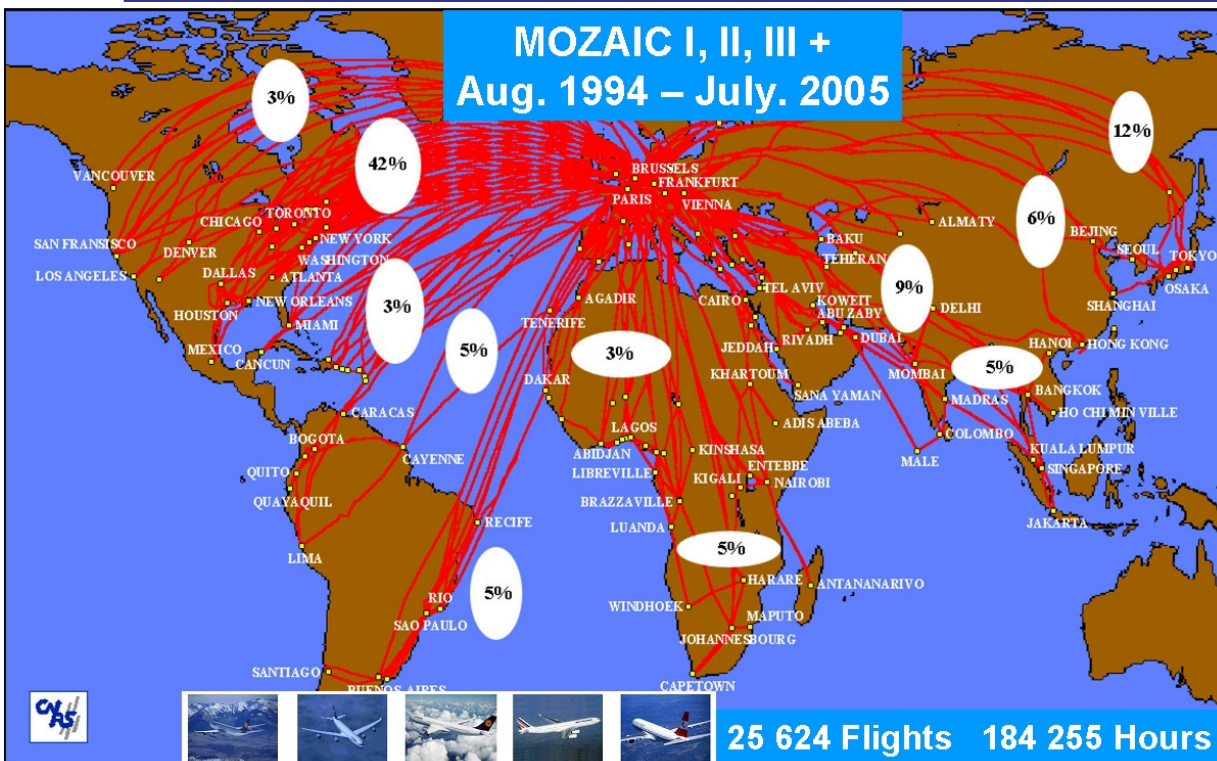 MOZAIC I, II, III +
Aug. 1994 – July. 2005
3%
12%
42%
BRUSSELS
FRANKFURT
VANCOUVER
PARIS
VIENNA
6%
CHICAGO
TORONTO
ALMATY
BEJING
SAN FRANSISCO
DENVER
NEW YORK
BAKU
SEOUL
WASHINGTON
TEHERAN
TOKYO
LOS ANGELES
DALLAS
ATLANTA
TEL AVIV
9%
OSAKA
3%
NEW ORLEANS
AGADIR
CAIRO
KOWEIT
DELHI
SHANGHAI
HOUSTON
TENERIFE
ABU ZABY
MIAMI
RIYADH
DUBAI
5%
3%
JEDDAH
HANOI
HONG KONG
MEXICO
CANCUN
5%
DAKAR
KHARTOUM
MOMBAI
BANGKOK
SANA YAMAN
MADRAS
CARACAS
HO CHI MIN VILLE
LAGOS
ADIS ABEBA
BOGOTA
COLOMBO
CAYENNE
ABIDJAN
KINSHASA
KUALA LUMPUR
MALE
QUITO
LIBREVILLE
ENTEBBE
SINGAPORE
KIGALI
NAIROBI
QUAYAQUIL
BRAZZAVILLE
JAKARTA
RECIFE
LUANDA
5%
LIMA
HARARE
ANTANANARIVO
5%
RIO
WINDHOEK
SAO PAULO
MAPUTO
JOHANNESBOURG
SANTIAGO
BUENOS AIRES
CAPETOWN
CNRS
25 624 Flights 184 255 Hours